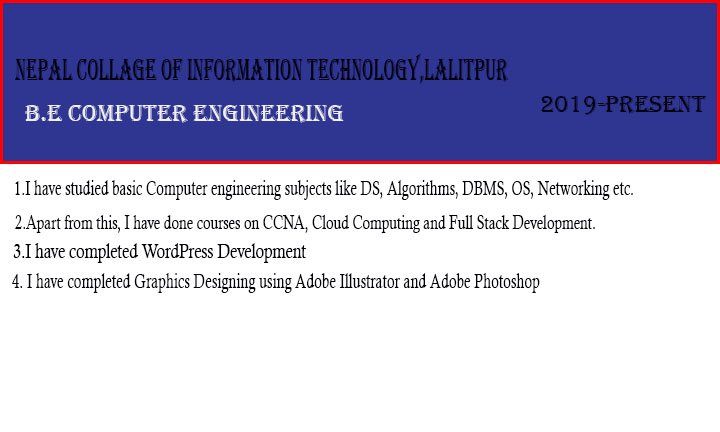 NEPAL COLLAGE OF INFORMATION TECHNOLOGY,LALITPUR
B.E COMPUTER ENGINEERING
2019-PRESENT
1.I have studied basic Computer engineering subjects like DS, Algorithms, DBMS, OS, Networking etc.
2.Apart from this, I have done courses on CCNA, Cloud Computing and Full Stack Development.
3.I have completed WordPress Development
4. I have completed Graphics Designing using Adobe Illustrator and Adobe Photoshop